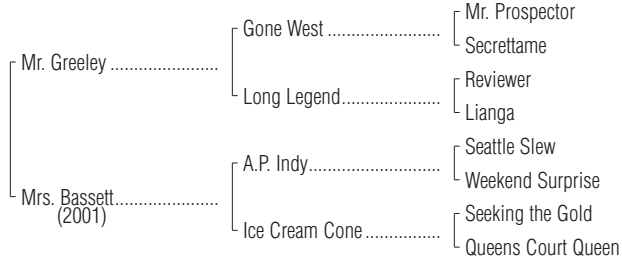 Mr. Prospector
Gone West ......................
Secrettame
Mr. Greeley .....................
Reviewer
Long Legend....................
Lianga
Seattle Slew
A.P. Indy..........................
Weekend Surprise
Mrs. Bassett....................
(2001)
Seeking the Gold
Ice Cream Cone ...............
Queens Court Queen